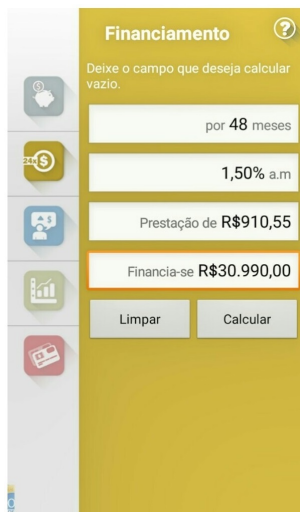 Financiamento
?
Deixe o campo que deseja calcular
vazio.
por 48 meses
1,50% a.m
Prestação de R$910,55
Financia-se R$30.990,00
Limpar
Calcular